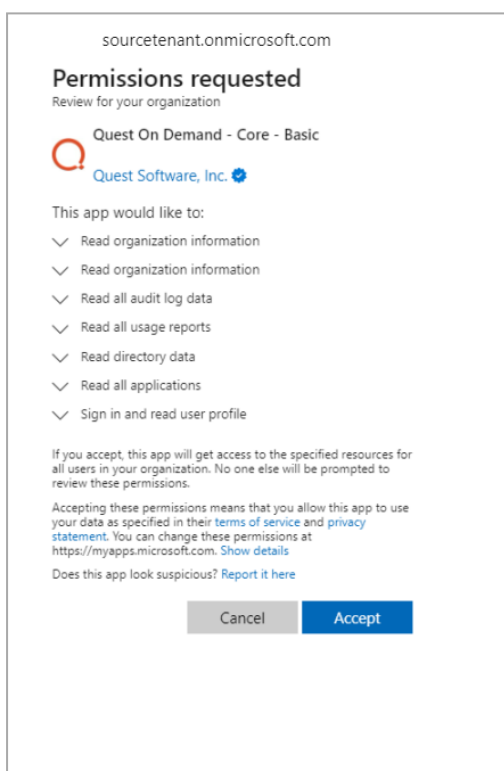 sourcetenant.onmicrosoft.com
Permissions requested
Review for your organization
Quest On Demand - Core - Basic
Quest Software, Inc.
This app would like to:
Read organization information
Read organization information
Read all audit log data
Read all usage reports
Read directory data
Read all applications
Sign in and read user profile
If you accept, this app will get access to the specified resources for
all users in your organization. No one else will be prompted to
review these permissions.
Accepting these permissions means that you allow this app to use
your data as specified in their terms of service and privacy
statement. You can change these permissions at
https://myapps.microsoft.com. Show details
Does this app look suspicious? Report it here
Cancel
Accept